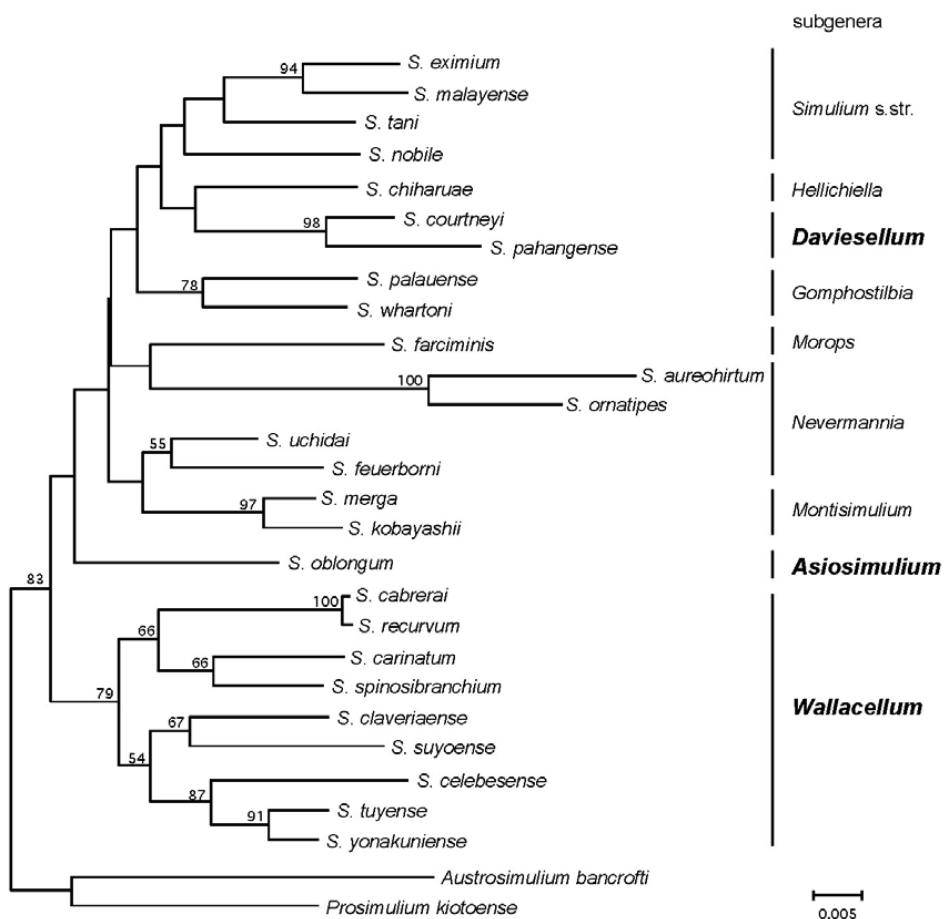 subgenera
94
S. eximium
S. malayense
S. tani
S. nobile
Simulium s.str.
S. chiharuae
Hellichiella
98
S. courtneyi
S. pahangense
Daviesellum
78
S. palauense
S. whartoni
Gomphostilbia
S. farciminis
Morops
100
S. aureohirtum
S. ornatipes
55
S. uchidai
S. feuerborni
Nevermannia
97
S. merga
S. kobayashii
Montisimulium
S. oblongum
Asiosimulium
83
100
S. cabrerai
S. recurvum
66
66
S. carinatum
S. spinosibranchium
79
67
S. claveriaense
S. suyoense
54
87
S. celebesense
91
S. tuyense
S. yonakuniense
Wallacellum
Austrosimulium bancrofti
Prosimulium kiotoense
0.005